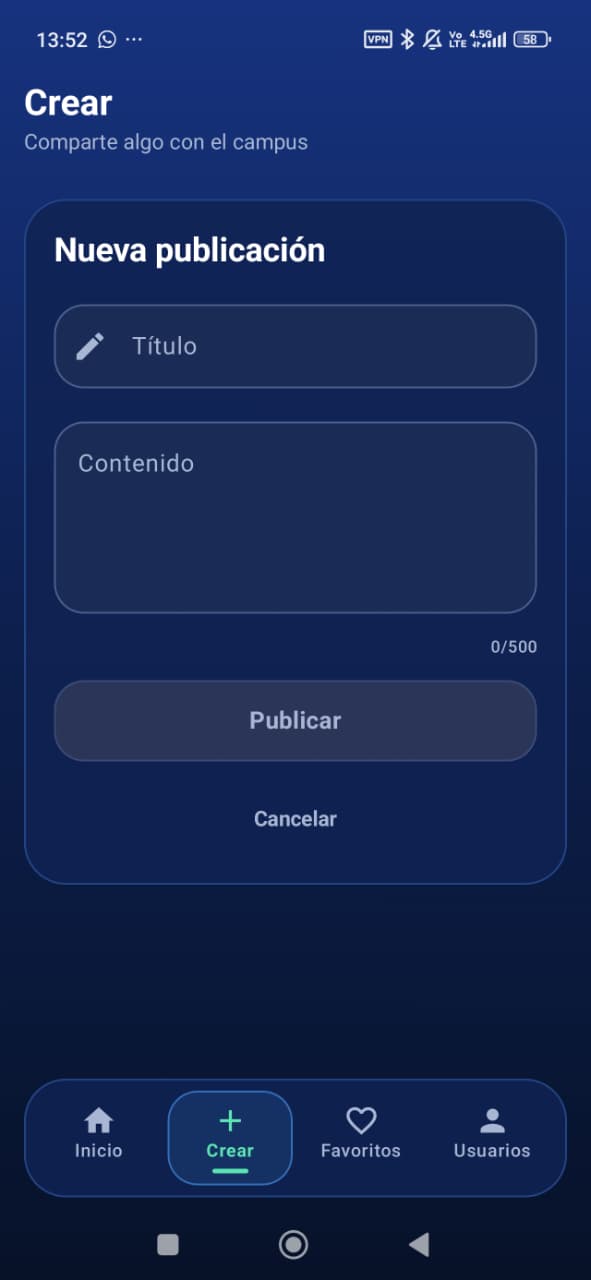 13:52 ...
VPN Vo LTE 4.5G 58
Crear
Comparte algo con el campus
Nueva publicación
Título
Contenido
0/500
Publicar
Cancelar
Inicio
Crear
Favoritos
Usuarios